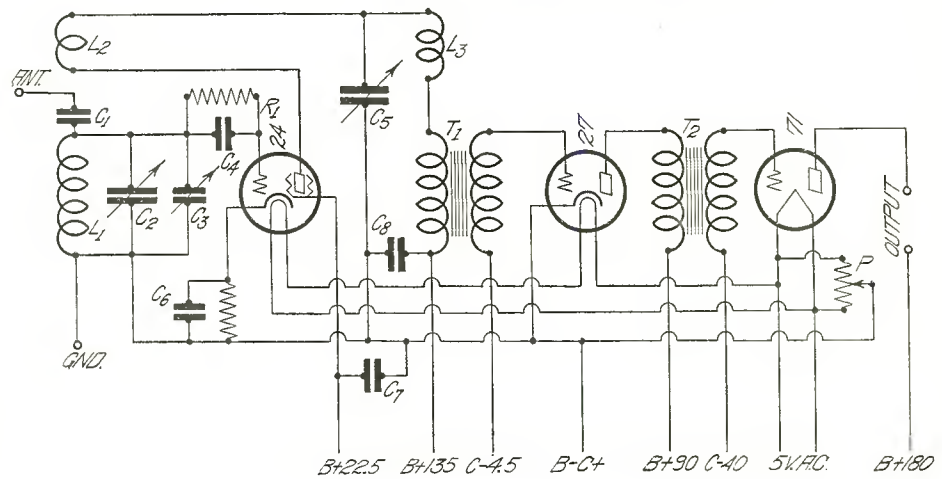 L2
L3
ANT.
C1
R1
C5
C4
24
T1
27
T2
71
L1
C2
C3
C8
OUTPUT
P
C6
GND.
C7
B+22.5 B+135 C-4.5 B-C+ B+90 C-40 5V.A.C. B+180